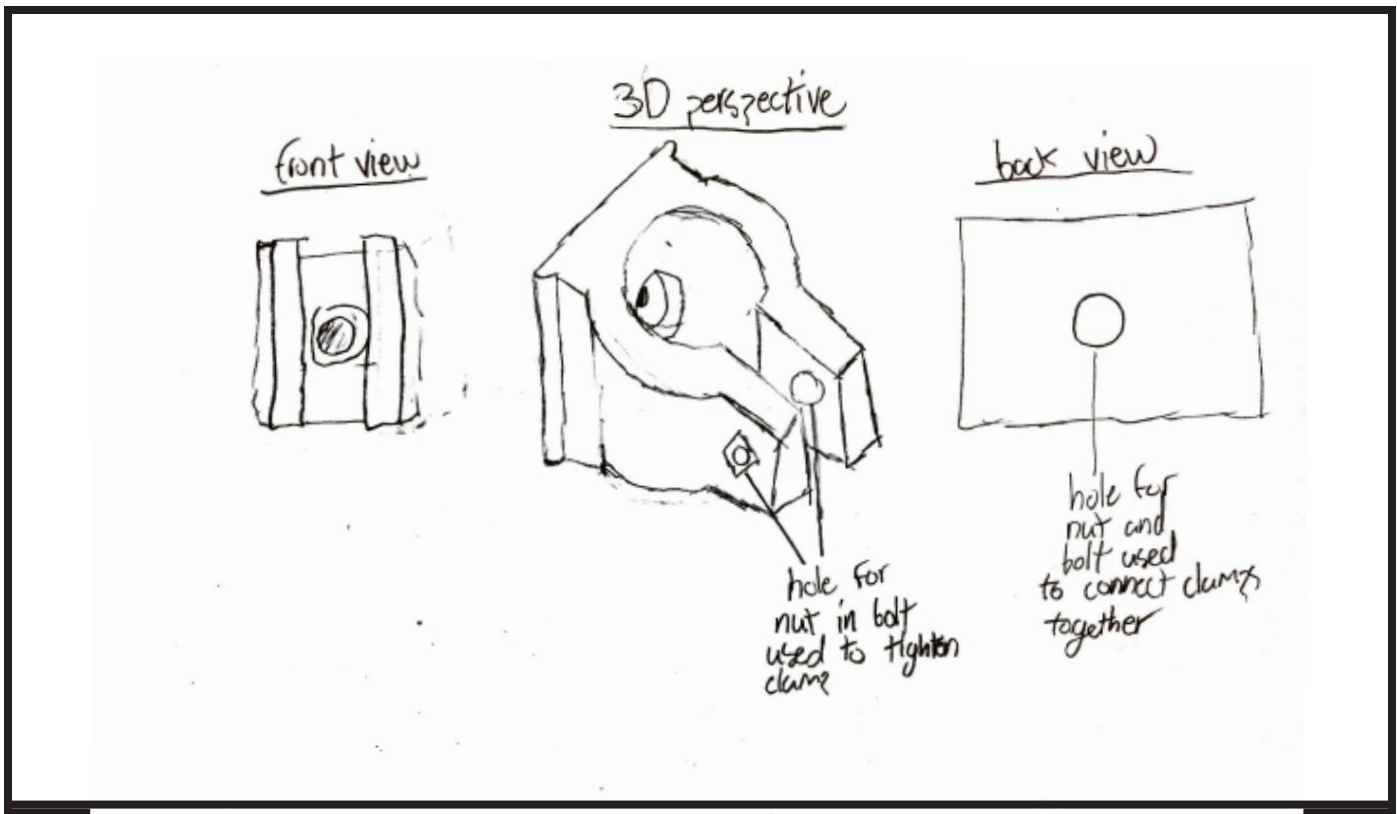 3D perspective
front view
back view
hole for
nut in bolt
used to tighten
clamp
hole for
nut and
bolt used
to connect clamps
together